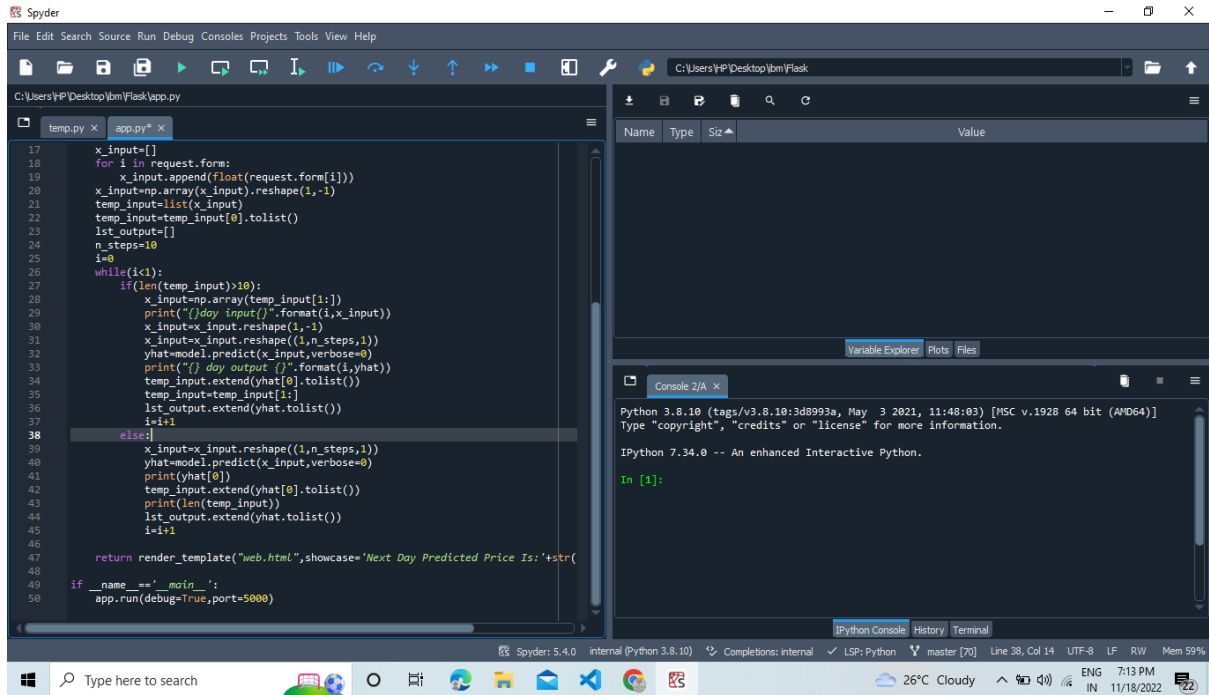 Spyder
File Edit Search Source Run Debug Consoles Projects Tools View Help
C:\Users\HP\Desktop\ibm\Flask
C:\Users\HP\Desktop\ibm\Flask\app.py
temp.py
app.py*
17 x_input=[]
18 for i in request.form:
19 x_input.append(float(request.form[i]))
20 x_input=np.array(x_input).reshape(1,-1)
21 temp_input=list(x_input)
22 temp_input=temp_input[0].tolist()
23 lst_output=[]
24 n_steps=10
25 i=0
26 while(i<1):
27 if(len(temp_input)>10):
28 x_input=np.array(temp_input[1:])
29 print("{}day input{}".format(i,x_input))
30 x_input=x_input.reshape(1,-1)
31 x_input=x_input.reshape((1,n_steps,1))
32 yhat=model.predict(x_input,verbose=0)
33 print("{} day output {}".format(i,yhat))
34 temp_input.extend(yhat[0].tolist())
35 temp_input=temp_input[1:]
36 lst_output.extend(yhat.tolist())
37 i=i+1
38 else:
39 x_input=x_input.reshape((1,n_steps,1))
40 yhat=model.predict(x_input,verbose=0)
41 print(yhat[0])
42 temp_input.extend(yhat[0].tolist())
43 print(len(temp_input))
44 lst_output.extend(yhat.tolist())
45 i=i+1
46
47 return render_template("web.html",showcase='Next Day Predicted Price Is:'+str(
48
49 if __name__=='__main__':
50 app.run(debug=True,port=5000)
Name Type Siz Value
Variable Explorer Plots Files
Console 2/A
Python 3.8.10 (tags/v3.8.10:3d8993a, May 3 2021, 11:48:03) [MSC v.1928 64 bit (AMD64)]
Type "copyright", "credits" or "license" for more information.
IPython 7.34.0 -- An enhanced Interactive Python.
In [1]:
IPython Console History Terminal
Spyder: 5.4.0 internal (Python 3.8.10) Completions: internal LSP: Python master [70] Line 38, Col 14 UTF-8 LF RW Mem 59%
Type here to search
26°C Cloudy
ENG
IN
7:13 PM
11/18/2022
22